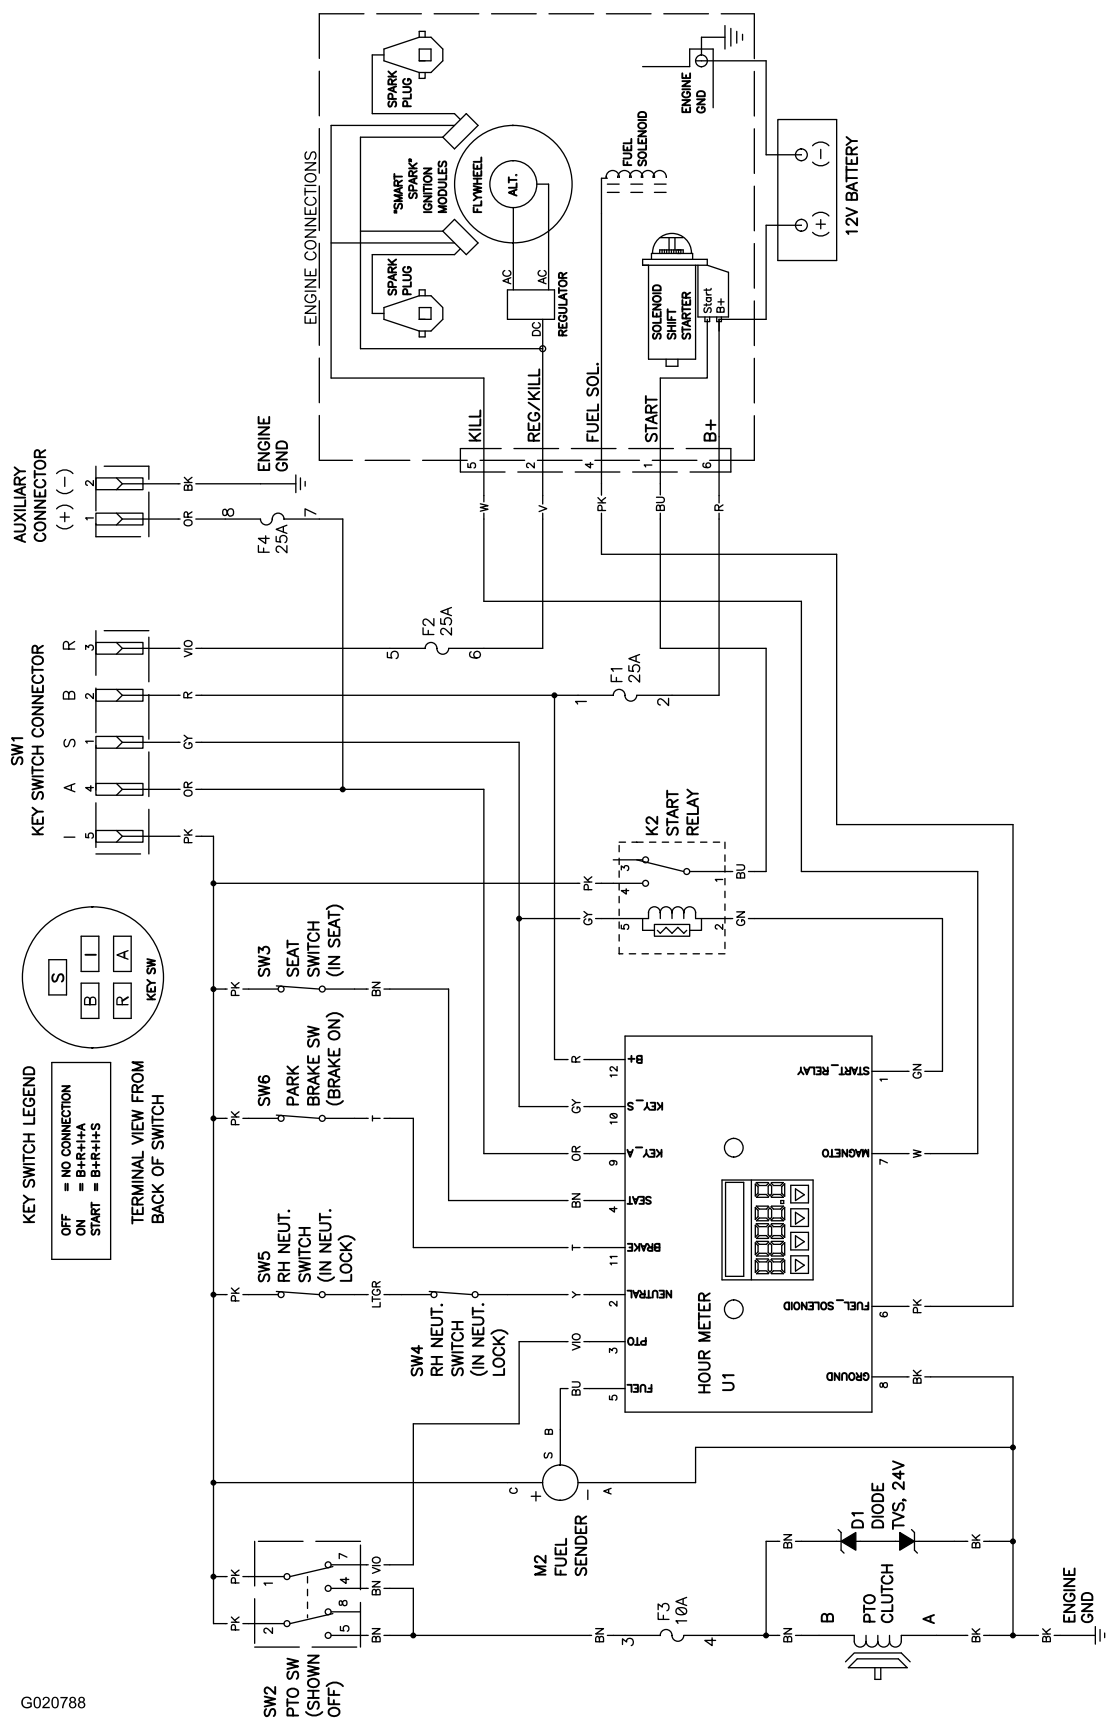 KEY SWITCH LEGEND
OFF = NO CONNECTION
ON = B+R+I+A
START = B+R+I+S
TERMINAL VIEW FROM
BACK OF SWITCH
S
B
I
R
A
KEY SW
SW1
KEY SWITCH CONNECTOR
I
A
S
B
R
5
4
1
2
3
PK
OR
GY
R
VIO
AUXILIARY
CONNECTOR
(+) (-)
1
2
OR
BK
8
F4
25A
7
ENGINE
GND
5
F2
25A
6
1
F1
25A
2
ENGINE CONNECTIONS
SPARK
PLUG
SPARK
PLUG
"SMART
SPARK"
IGNITION
MODULES
FLYWHEEL
ALT.
AC
AC
DC
REGULATOR
FUEL
SOLENOID
ENGINE
GND
SOLENOID
SHIFT
STARTER
Start
B+
12V BATTERY
(+)
(-)
KILL
REG/KILL
FUEL SOL.
START
B+
5
2
4
1
6
W
V
PK
BU
R
K2
START
RELAY
3
4
1
5
2
PK
BU
GY
GN
PK
SW3
SEAT
SWITCH
(IN SEAT)
BN
PK
SW6
PARK
BRAKE SW
(BRAKE ON)
T
PK
SW5
RH NEUT.
SWITCH
(IN NEUT.
LOCK)
LTGR
SW4
RH NEUT.
SWITCH
(IN NEUT.
LOCK)
R
GY
OR
BN
T
Y
VIO
BU
12
10
9
4
11
2
3
5
B+
KEY_S
KEY_A
SEAT
BRAKE
NEUTRAL
PTO
FUEL
HOUR METER
U1
START_RELAY
MAGNETO
FUEL_SOLENOID
GROUND
1
7
6
8
GN
W
PK
BK
C
+
S
B
-
A
M2
FUEL
SENDER
PK
PK
1
2
7
4
8
5
VIO
BN
BN
SW2
PTO SW
(SHOWN
OFF)
BN
3
F3
10A
4
BN
D1
DIODE
TVS, 24V
BK
BN
B
PTO
CLUTCH
A
BK
BK
ENGINE
GND
G020788